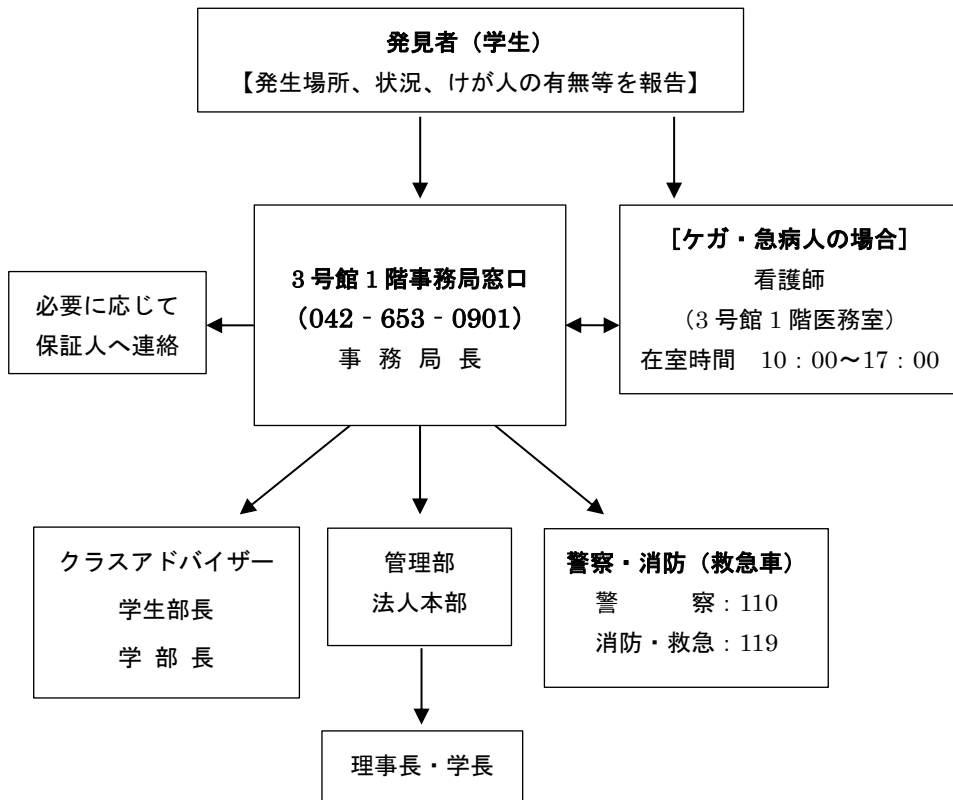 発見者（学生）
【発生場所、状況、けが人の有無等を報告】
3 号館 1 階事務局窓口
（042‐653‐0901）
事 務 局 長
［ケガ・急病人の場合］
看護師
（3 号館 1 階医務室）
在室時間　10：00～17：00
必要に応じて
保証人へ連絡
クラスアドバイザー
学生部長
学 部 長
管理部
法人本部
警察・消防（救急車）
警　　　察：110
消防・救急：119
理事長・学長